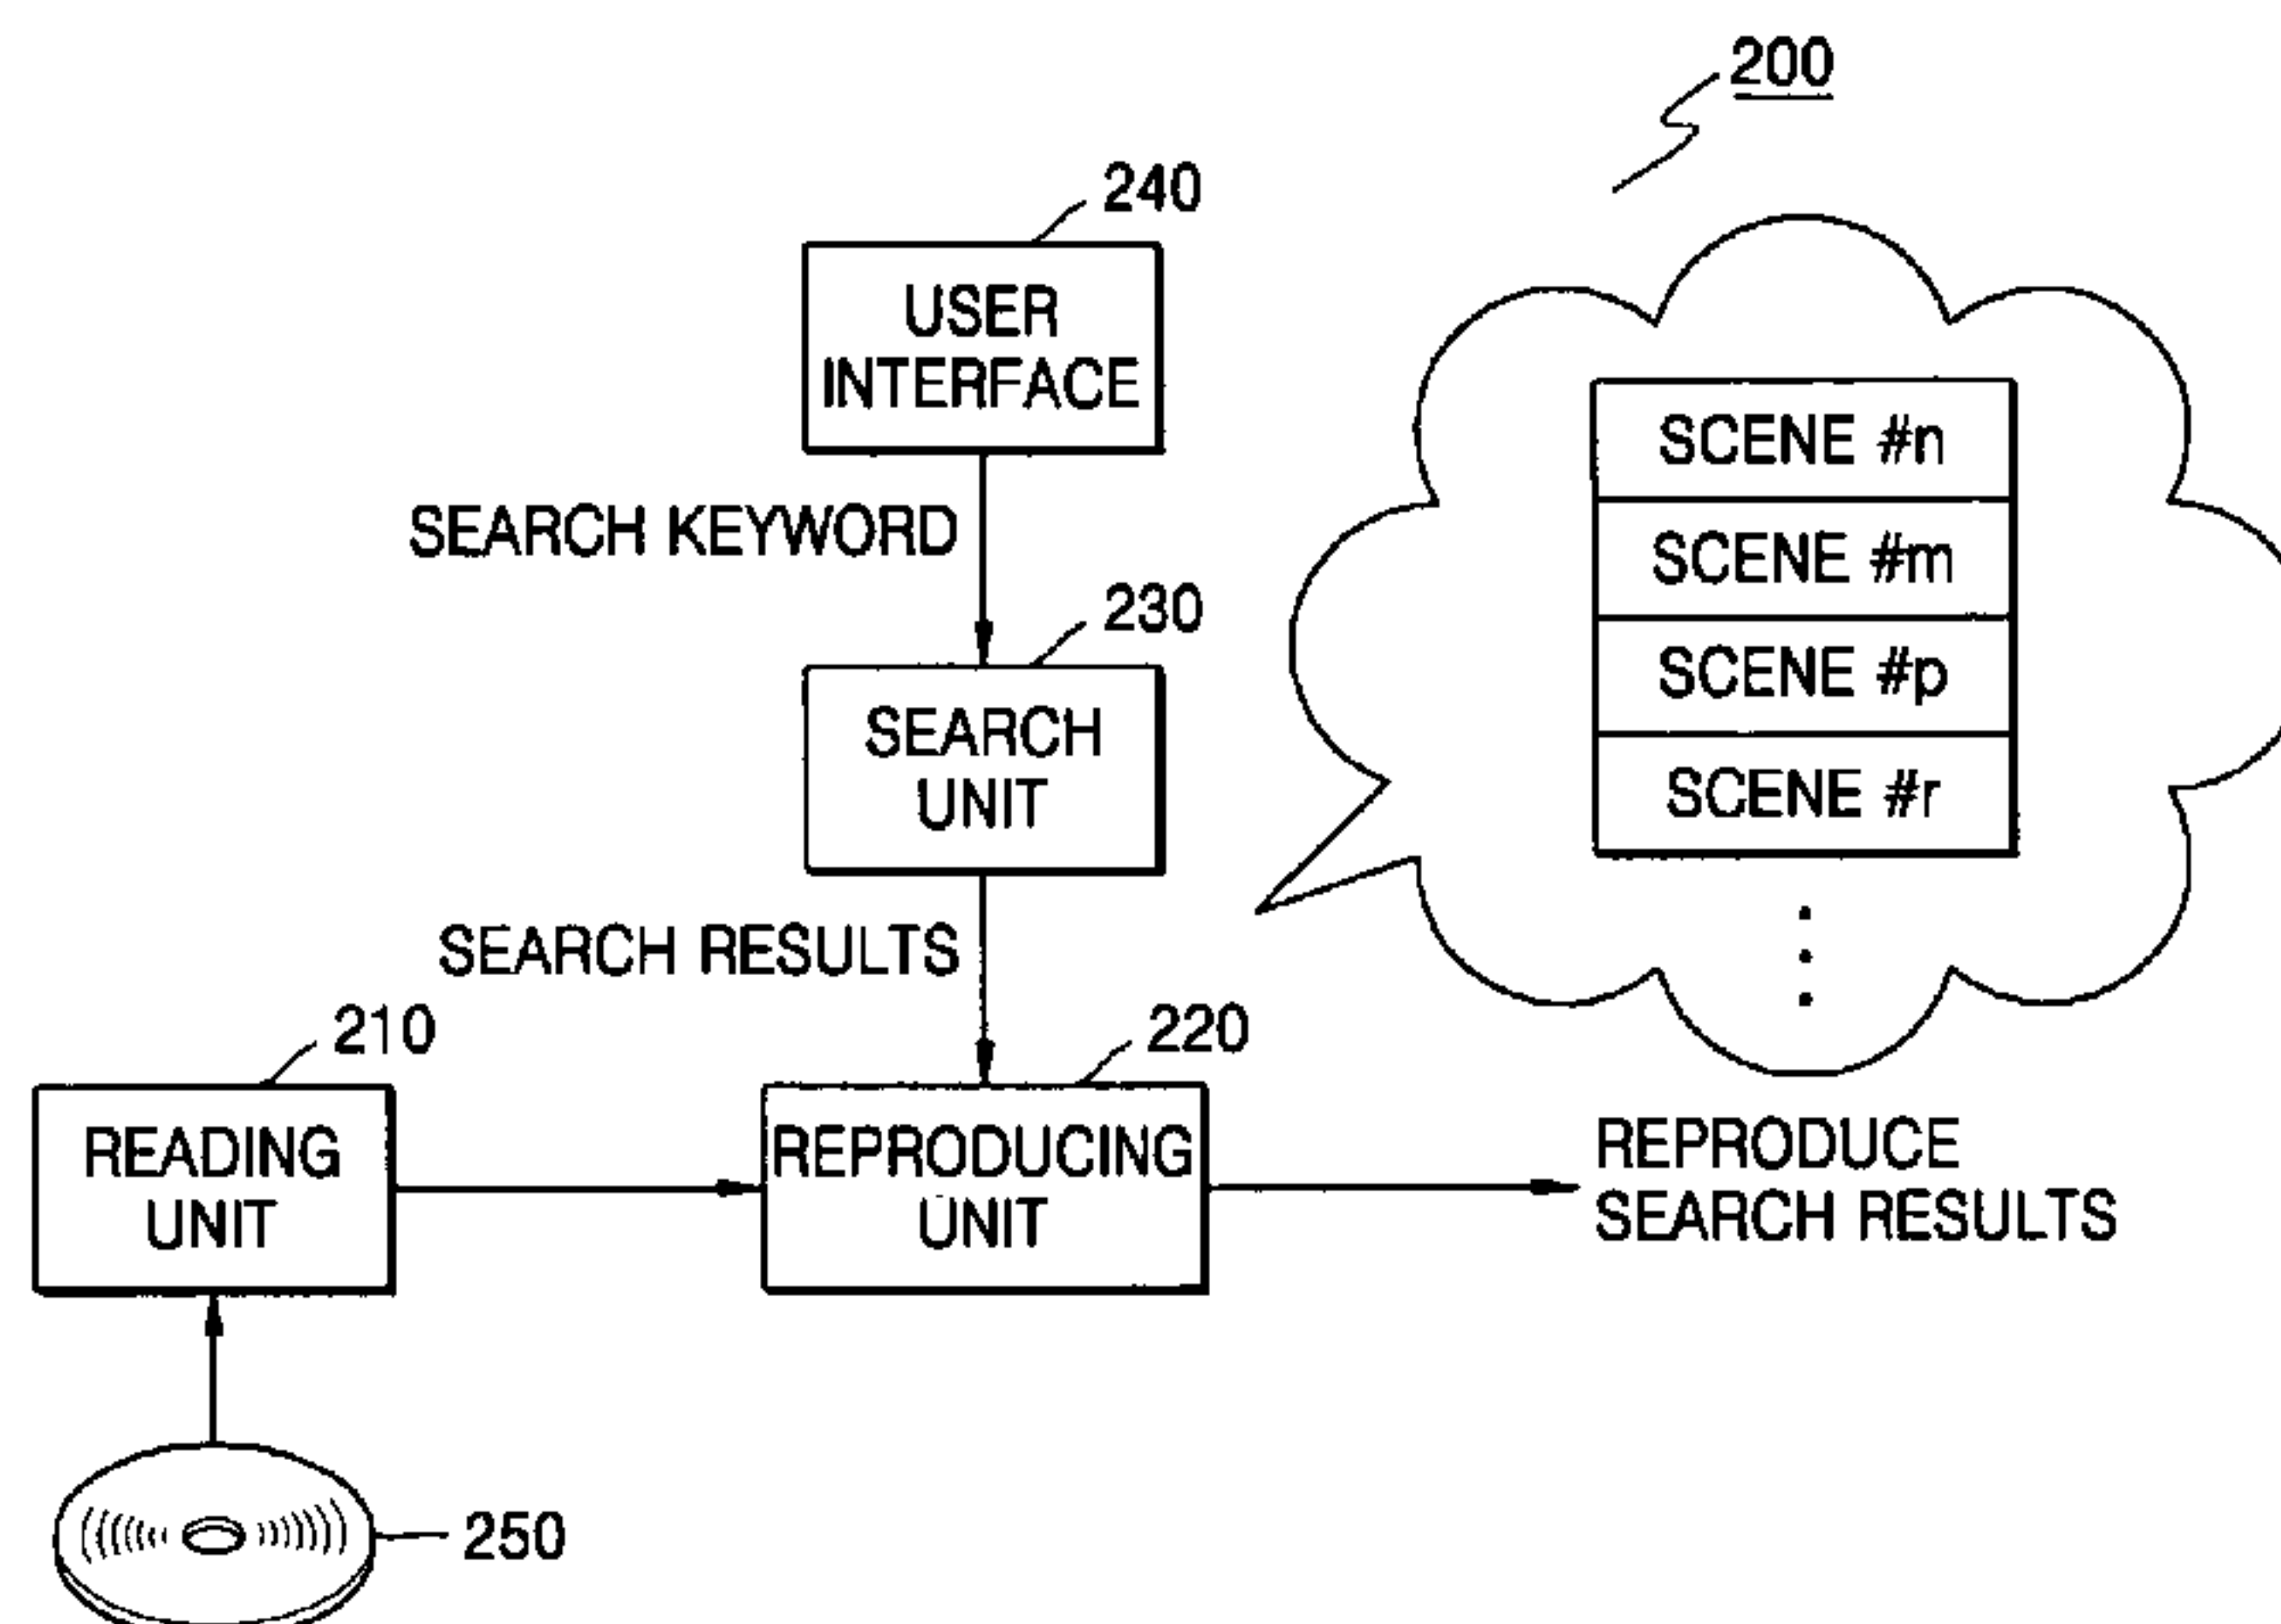 200
240
USER
INTERFACE
SEARCH KEYWORD
230
SEARCH
UNIT
SCENE #n
SCENE #m
SCENE #p
SCENE #r
SEARCH RESULTS
210
220
READING
UNIT
REPRODUCING
UNIT
REPRODUCE
SEARCH RESULTS
250